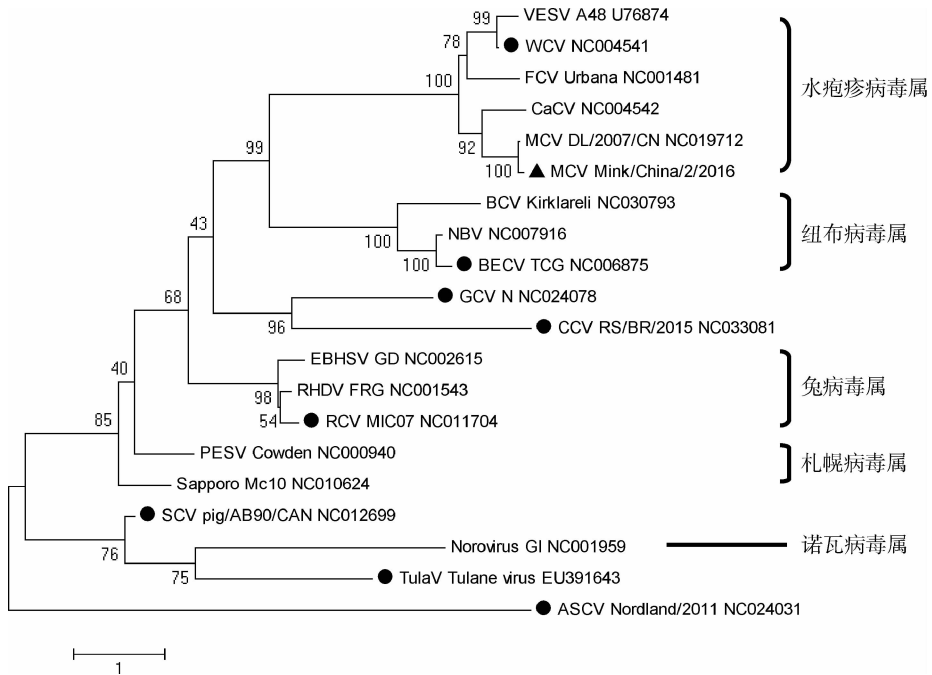 VESV A48 U76874
99
WCV NC004541
78
FCV Urbana NC001481
100
CaCV NC004542
水疱疹病毒属
MCV DL/2007/CN NC019712
92
MCV Mink/China/2/2016
100
99
BCV Kirklareli NC030793
NBV NC007916
纽布病毒属
100
BECV TCG NC006875
100
43
GCV N NC024078
68
CCV RS/BR/2015 NC033081
96
EBHSV GD NC002615
40
RHDV FRG NC001543
兔病毒属
98
RCV MIC07 NC011704
54
85
PESV Cowden NC000940
札幌病毒属
Sapporo Mc10 NC010624
SCV pig/AB90/CAN NC012699
76
Norovirus GI NC001959
诺瓦病毒属
75
TulaV Tulane virus EU391643
ASCV Nordland/2011 NC024031
1